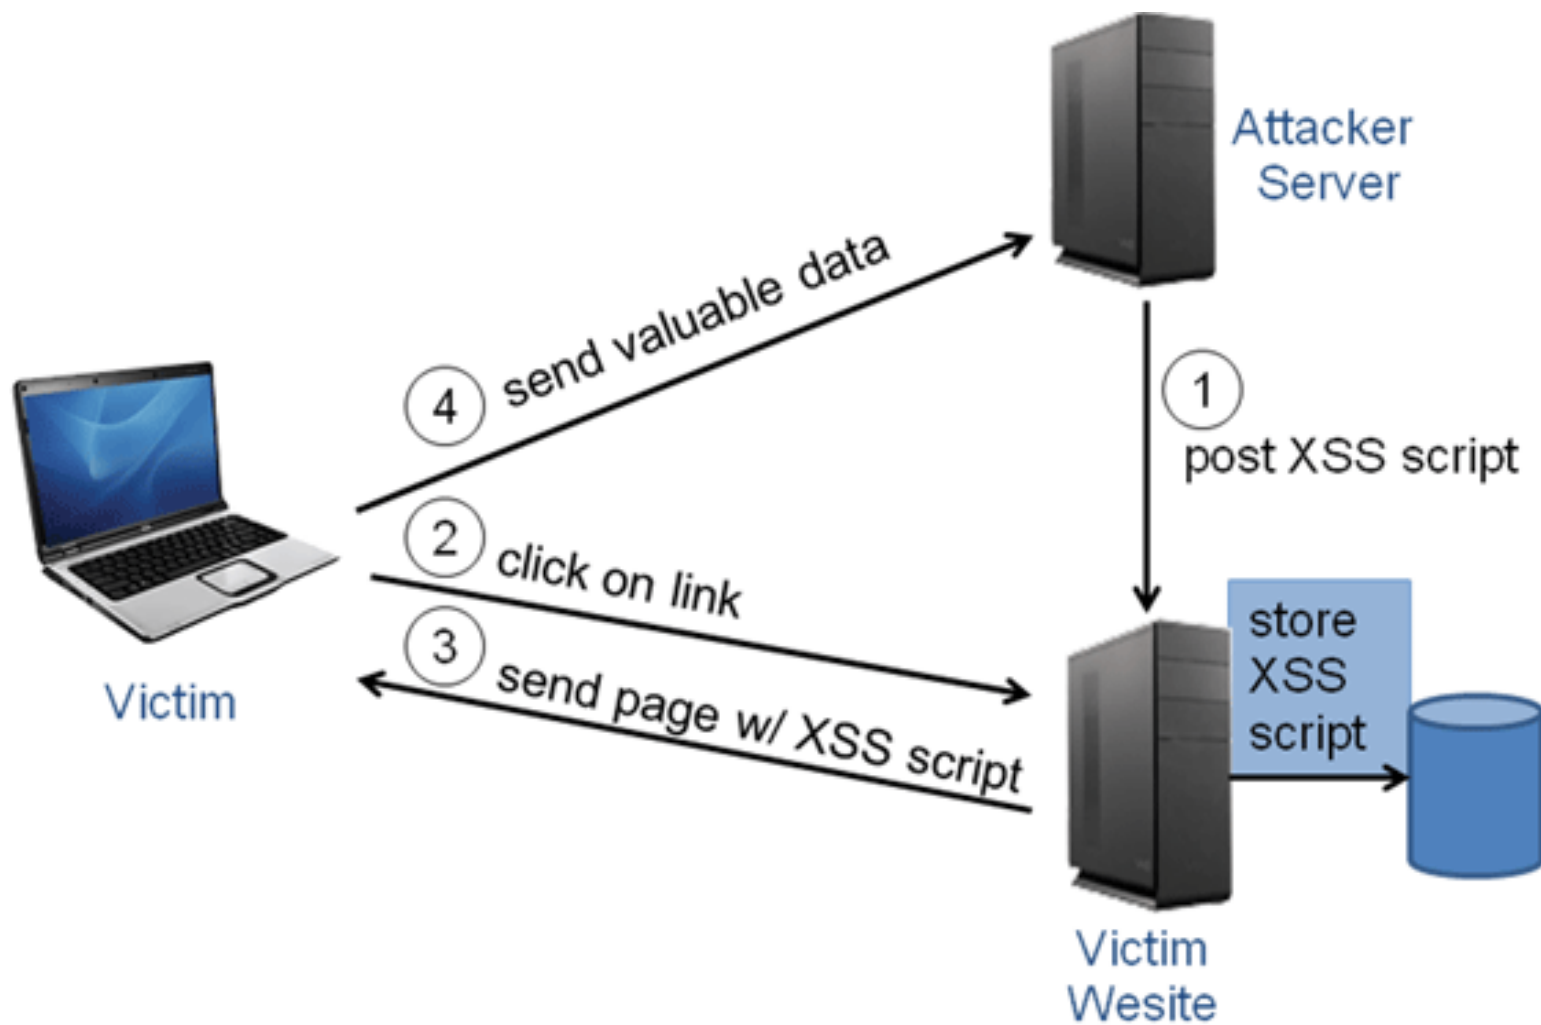 Attacker
Server
4 send valuable data
1
post XSS script
2 click on link
3 send page w/ XSS script
Victim
store
XSS
script
Victim
Wesite